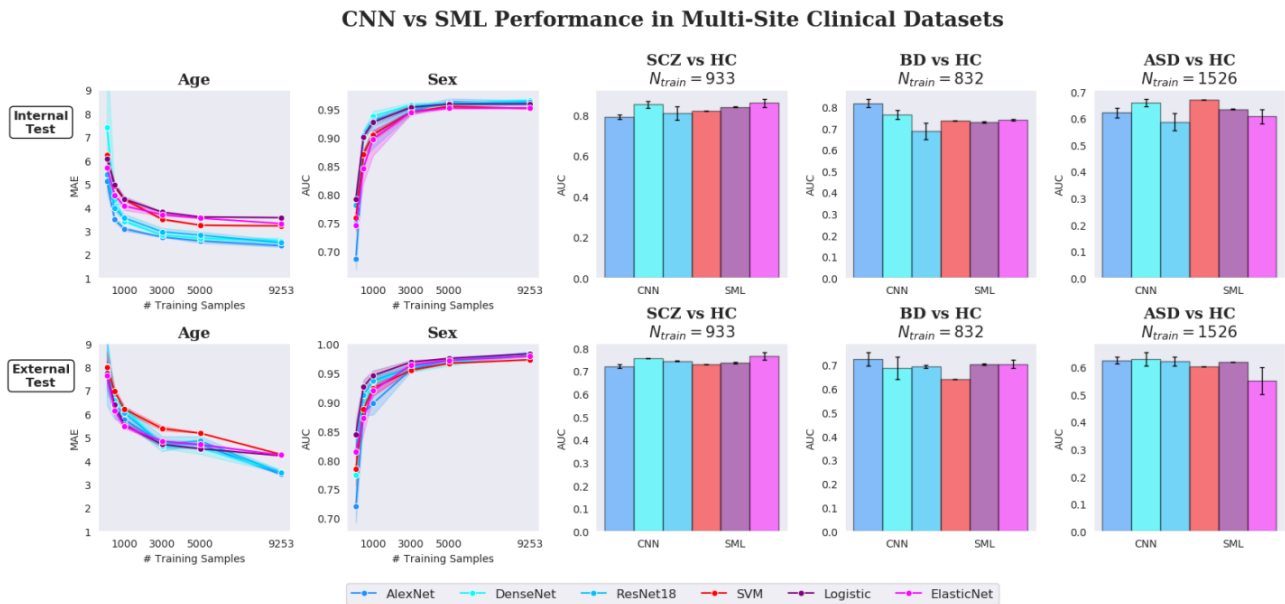 CNN vs SML Performance in Multi-Site Clinical Datasets
Internal
Test
Age
MAE
9
8
7
6
5
4
3
2
1
1000 3000 5000 9253
# Training Samples
Sex
AUC
0.95
0.90
0.85
0.80
0.75
0.70
1000 3000 5000 9253
# Training Samples
SCZ vs HC
N_train = 933
AUC
0.8
0.6
0.4
0.2
0.0
CNN SML
BD vs HC
N_train = 832
AUC
0.8
0.7
0.6
0.5
0.4
0.3
0.2
0.1
0.0
CNN SML
ASD vs HC
N_train = 1526
AUC
0.7
0.6
0.5
0.4
0.3
0.2
0.1
0.0
CNN SML
External
Test
Age
MAE
9
8
7
6
5
4
3
2
1
1000 3000 5000 9253
# Training Samples
Sex
AUC
1.00
0.95
0.90
0.85
0.80
0.75
0.70
1000 3000 5000 9253
# Training Samples
SCZ vs HC
N_train = 933
AUC
0.8
0.7
0.6
0.5
0.4
0.3
0.2
0.1
0.0
CNN SML
BD vs HC
N_train = 832
AUC
0.7
0.6
0.5
0.4
0.3
0.2
0.1
0.0
CNN SML
ASD vs HC
N_train = 1526
AUC
0.6
0.5
0.4
0.3
0.2
0.1
0.0
CNN SML
AlexNet DenseNet ResNet18 SVM Logistic ElasticNet